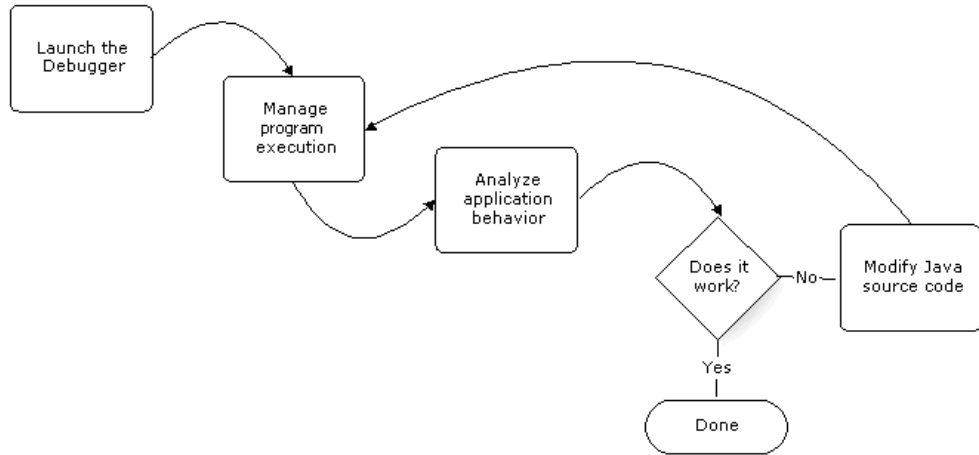 Launch the
Debugger
Manage
program
execution
Analyze
application
behavior
Does it
work?
No
Modify Java
source code
Yes
Done